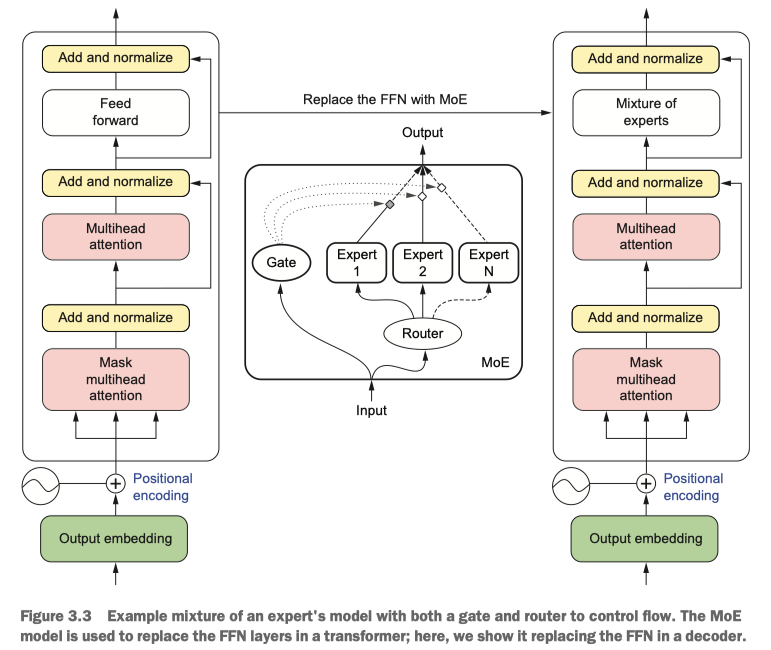 Add and normalize
Feed
forward
Add and normalize
Multihead
attention
Add and normalize
Mask
multihead
attention
Positional
encoding
Output embedding
Replace the FFN with MoE
Output
Gate
Expert
1
Expert
2
Expert
N
Router
MoE
Input
Add and normalize
Mixture of
experts
Add and normalize
Multihead
attention
Add and normalize
Mask
multihead
attention
Positional
encoding
Output embedding
Figure 3.3 Example mixture of an expert's model with both a gate and router to control flow. The MoE
model is used to replace the FFN layers in a transformer; here, we show it replacing the FFN in a decoder.